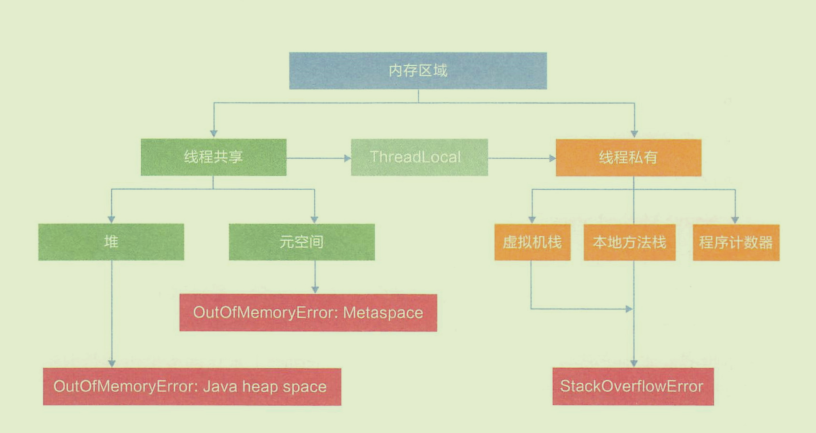 内存区域
线程共享
ThreadLocal
线程私有
堆
元空间
虚拟机栈
本地方法栈
程序计数器
OutOfMemoryError: Metaspace
OutOfMemoryError: Java heap space
StackOverflowError